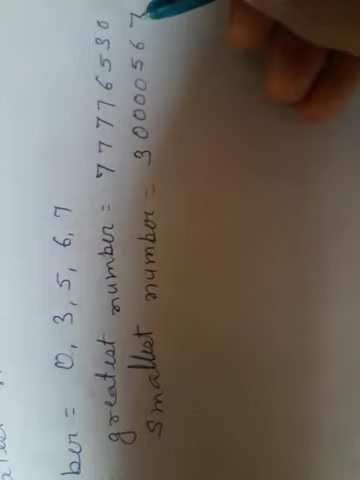 ber = 0, 3, 5, 6, 7
greatest number = 77776530
Smallest number = 30000567